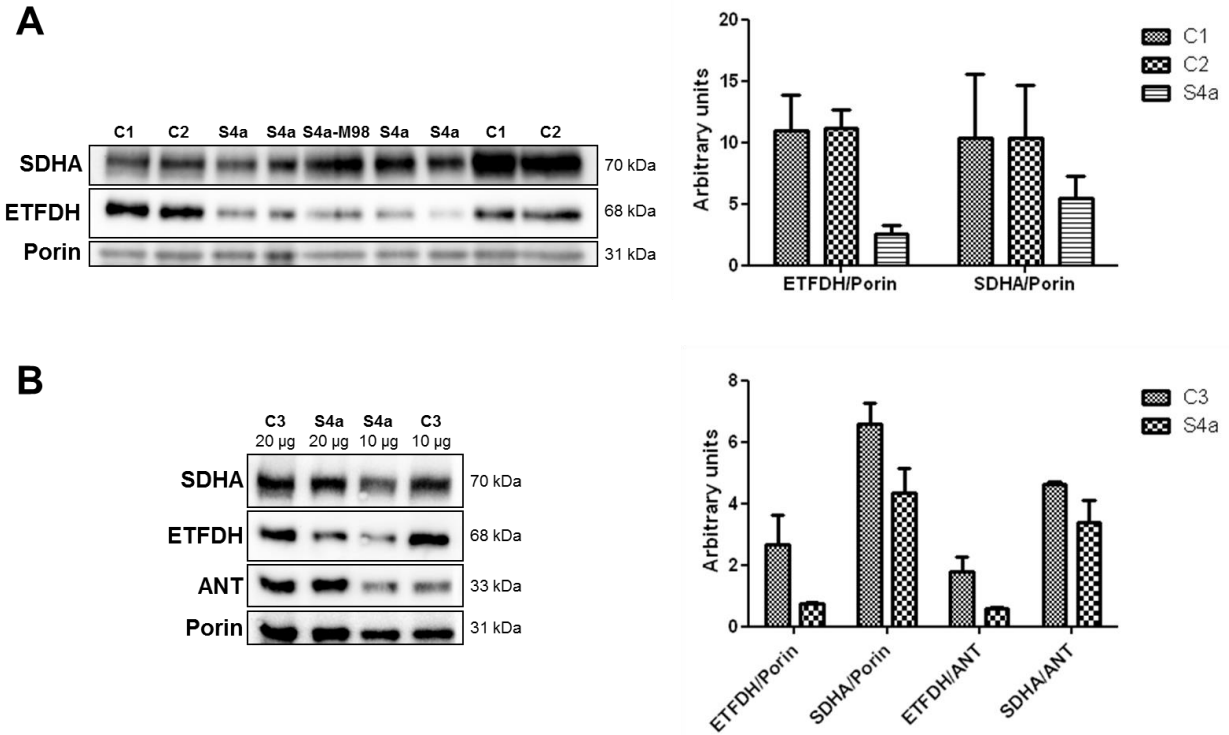 A
C1 C2 S4a S4a S4a-M98 S4a S4a C1 C2
SDHA 70 kDa
ETFDH 68 kDa
Porin 31 kDa
Arbitrary units
20
15
10
5
0
ETFDH/Porin SDHA/Porin
C1
C2
S4a
B
C3 S4a S4a C3
20 µg 20 µg 10 µg 10 µg
SDHA 70 kDa
ETFDH 68 kDa
ANT 33 kDa
Porin 31 kDa
Arbitrary units
8
6
4
2
0
ETFDH/Porin SDHA/Porin ETFDH/ANT SDHA/ANT
C3
S4a